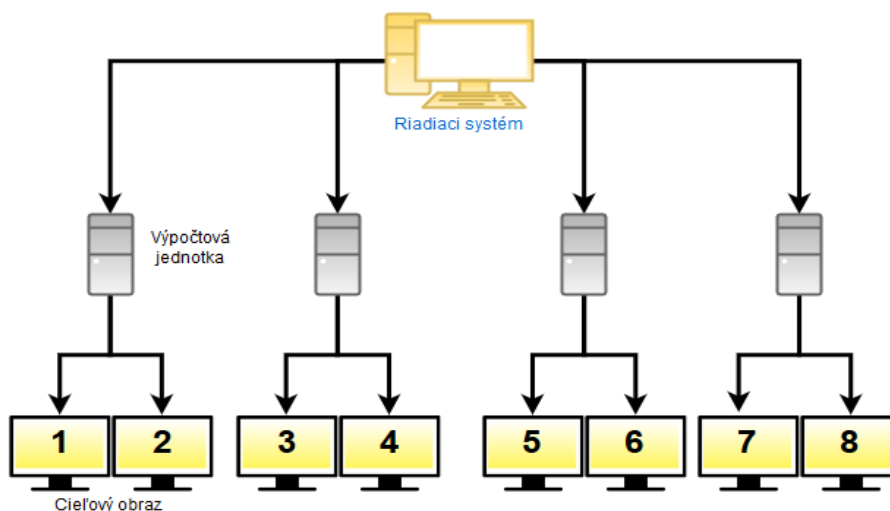 Riadiaci systém
Výpočtová
jednotka
1 2 3 4 5 6 7 8
Cieľový obraz